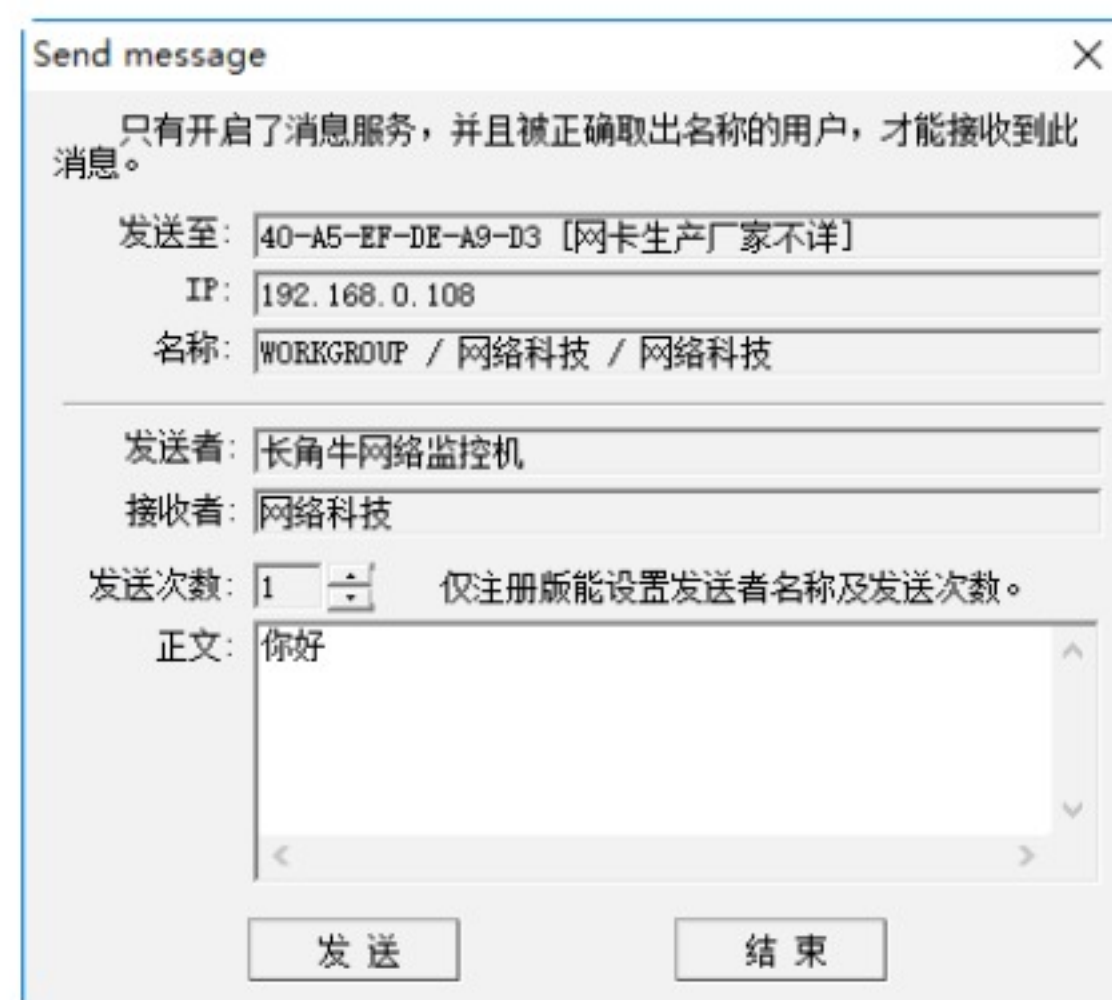 Send message
只有开启了消息服务，并且被正确取出名称的用户，才能接收到此
消息。
发送至: 40-A5-EF-DE-A9-D3 [网卡生产厂家不详]
IP: 192.168.0.108
名称: WORKGROUP / 网络科技 / 网络科技
发送者: 长角牛网络监控机
接收者: 网络科技
发送次数: 1 仅注册版能设置发送者名称及发送次数。
正文: 你好
发 送 结 束